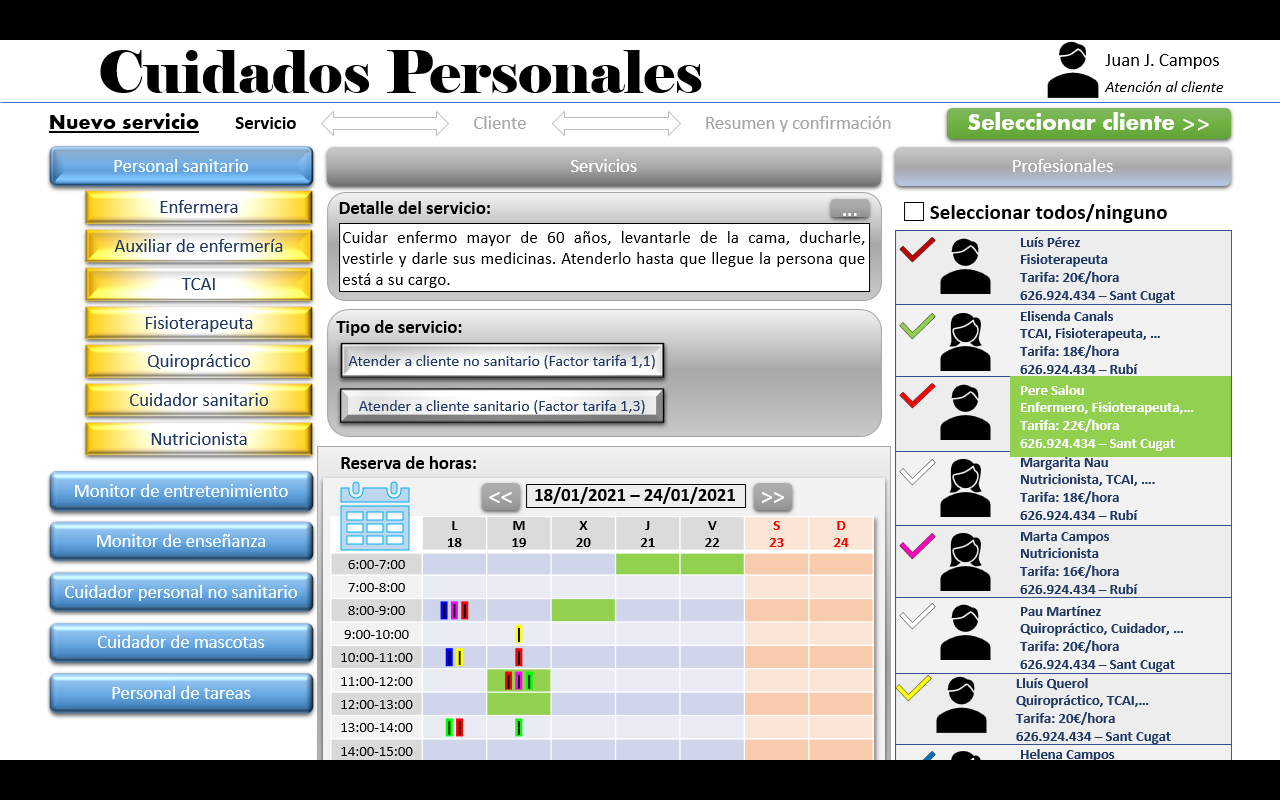 Cuidados Personales
Juan J. Campos
Atención al cliente
Nuevo servicio
Servicio
Cliente
Resumen y confirmación
Seleccionar cliente >>
Personal sanitario
Enfermera
Auxiliar de enfermería
TCAI
Fisioterapeuta
Quiropráctico
Cuidador sanitario
Nutricionista
Monitor de entretenimiento
Monitor de enseñanza
Cuidador personal no sanitario
Cuidador de mascotas
Personal de tareas
Servicios
Detalle del servicio:
...
Cuidar enfermo mayor de 60 años, levantarle de la cama, ducharle,
vestirle y darle sus medicinas. Atenderlo hasta que llegue la persona que
está a su cargo.
Tipo de servicio:
Atender a cliente no sanitario (Factor tarifa 1,1)
Atender a cliente sanitario (Factor tarifa 1,3)
Reserva de horas:
<< 18/01/2021 – 24/01/2021 >>
L M X J V S D
18 19 20 21 22 23 24
6:00-7:00
7:00-8:00
8:00-9:00
9:00-10:00
10:00-11:00
11:00-12:00
12:00-13:00
13:00-14:00
14:00-15:00
Profesionales
Seleccionar todos/ninguno
Luís Pérez
Fisioterapeuta
Tarifa: 20€/hora
626.924.434 – Sant Cugat
Elisenda Canals
TCAI, Fisioterapeuta, ...
Tarifa: 18€/hora
626.924.434 – Rubí
Pere Salou
Enfermero, Fisioterapeuta,...
Tarifa: 22€/hora
626.924.434 – Sant Cugat
Margarita Nau
Nutricionista, TCAI, ....
Tarifa: 18€/hora
626.924.434 – Rubí
Marta Campos
Nutricionista
Tarifa: 16€/hora
626.924.434 – Rubí
Pau Martínez
Quiropráctico, Cuidador, ...
Tarifa: 20€/hora
626.924.434 – Sant Cugat
Lluís Querol
Quiropráctico, TCAI,...
Tarifa: 20€/hora
626.924.434 – Sant Cugat
Helena Campos